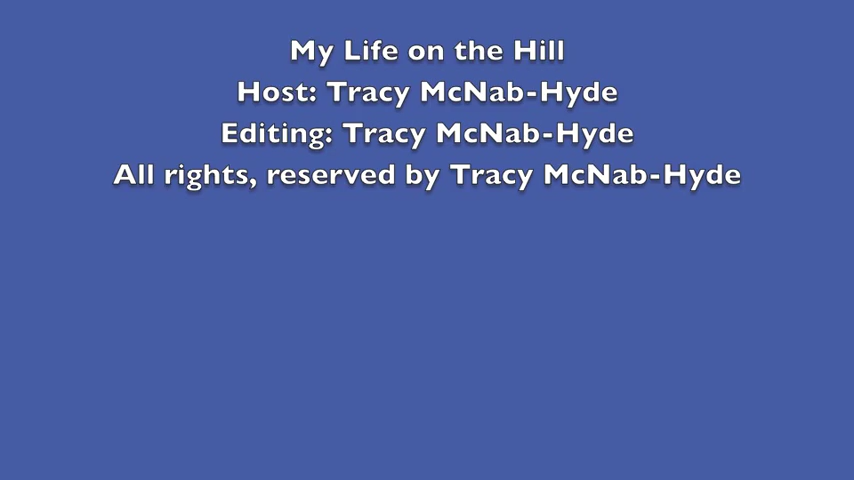 My Life on the Hill
Host: Tracy McNab-Hyde
Editing: Tracy McNab-Hyde
All rights, reserved by Tracy McNab-Hyde